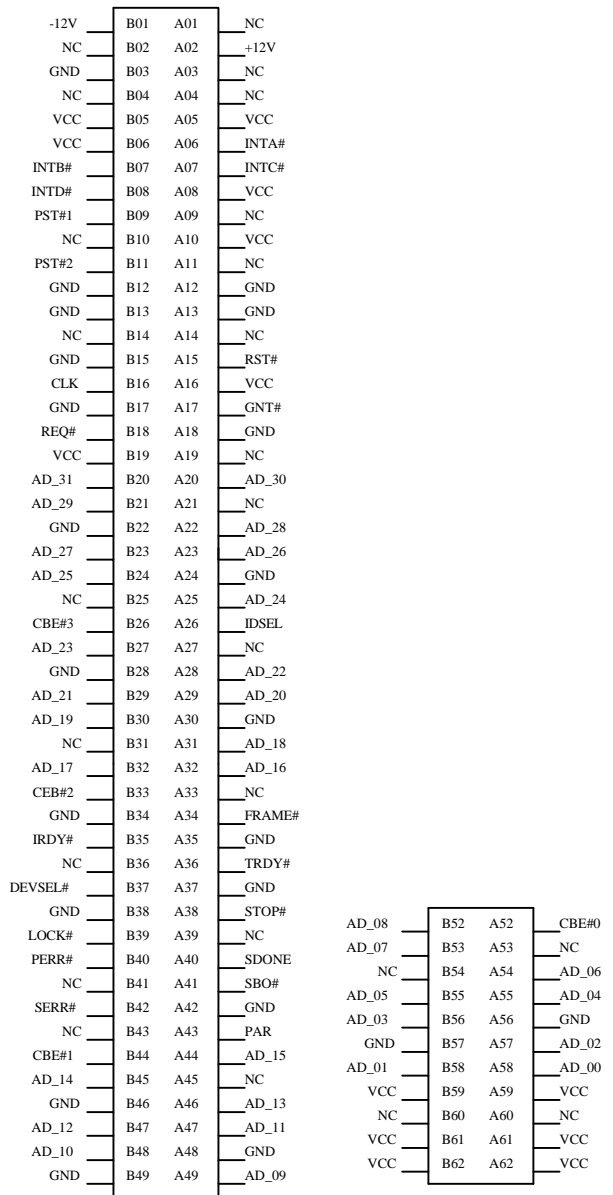 -12V B01 A01 NC
NC B02 A02 +12V
GND B03 A03 NC
NC B04 A04 NC
VCC B05 A05 VCC
VCC B06 A06 INTA#
INTB# B07 A07 INTC#
INTD# B08 A08 VCC
PST#1 B09 A09 NC
NC B10 A10 VCC
PST#2 B11 A11 NC
GND B12 A12 GND
GND B13 A13 GND
NC B14 A14 NC
GND B15 A15 RST#
CLK B16 A16 VCC
GND B17 A17 GNT#
REQ# B18 A18 GND
VCC B19 A19 NC
AD_31 B20 A20 AD_30
AD_29 B21 A21 NC
GND B22 A22 AD_28
AD_27 B23 A23 AD_26
AD_25 B24 A24 GND
NC B25 A25 AD_24
CBE#3 B26 A26 IDSEL
AD_23 B27 A27 NC
GND B28 A28 AD_22
AD_21 B29 A29 AD_20
AD_19 B30 A30 GND
NC B31 A31 AD_18
AD_17 B32 A32 AD_16
CEB#2 B33 A33 NC
GND B34 A34 FRAME#
IRDY# B35 A35 GND
NC B36 A36 TRDY#
DEVSEL# B37 A37 GND
GND B38 A38 STOP#
LOCK# B39 A39 NC
PERR# B40 A40 SDONE
NC B41 A41 SBO#
SERR# B42 A42 GND
NC B43 A43 PAR
CBE#1 B44 A44 AD_15
AD_14 B45 A45 NC
GND B46 A46 AD_13
AD_12 B47 A47 AD_11
AD_10 B48 A48 GND
GND B49 A49 AD_09
AD_08 B52 A52 CBE#0
AD_07 B53 A53 NC
NC B54 A54 AD_06
AD_05 B55 A55 AD_04
AD_03 B56 A56 GND
GND B57 A57 AD_02
AD_01 B58 A58 AD_00
VCC B59 A59 VCC
NC B60 A60 NC
VCC B61 A61 VCC
VCC B62 A62 VCC